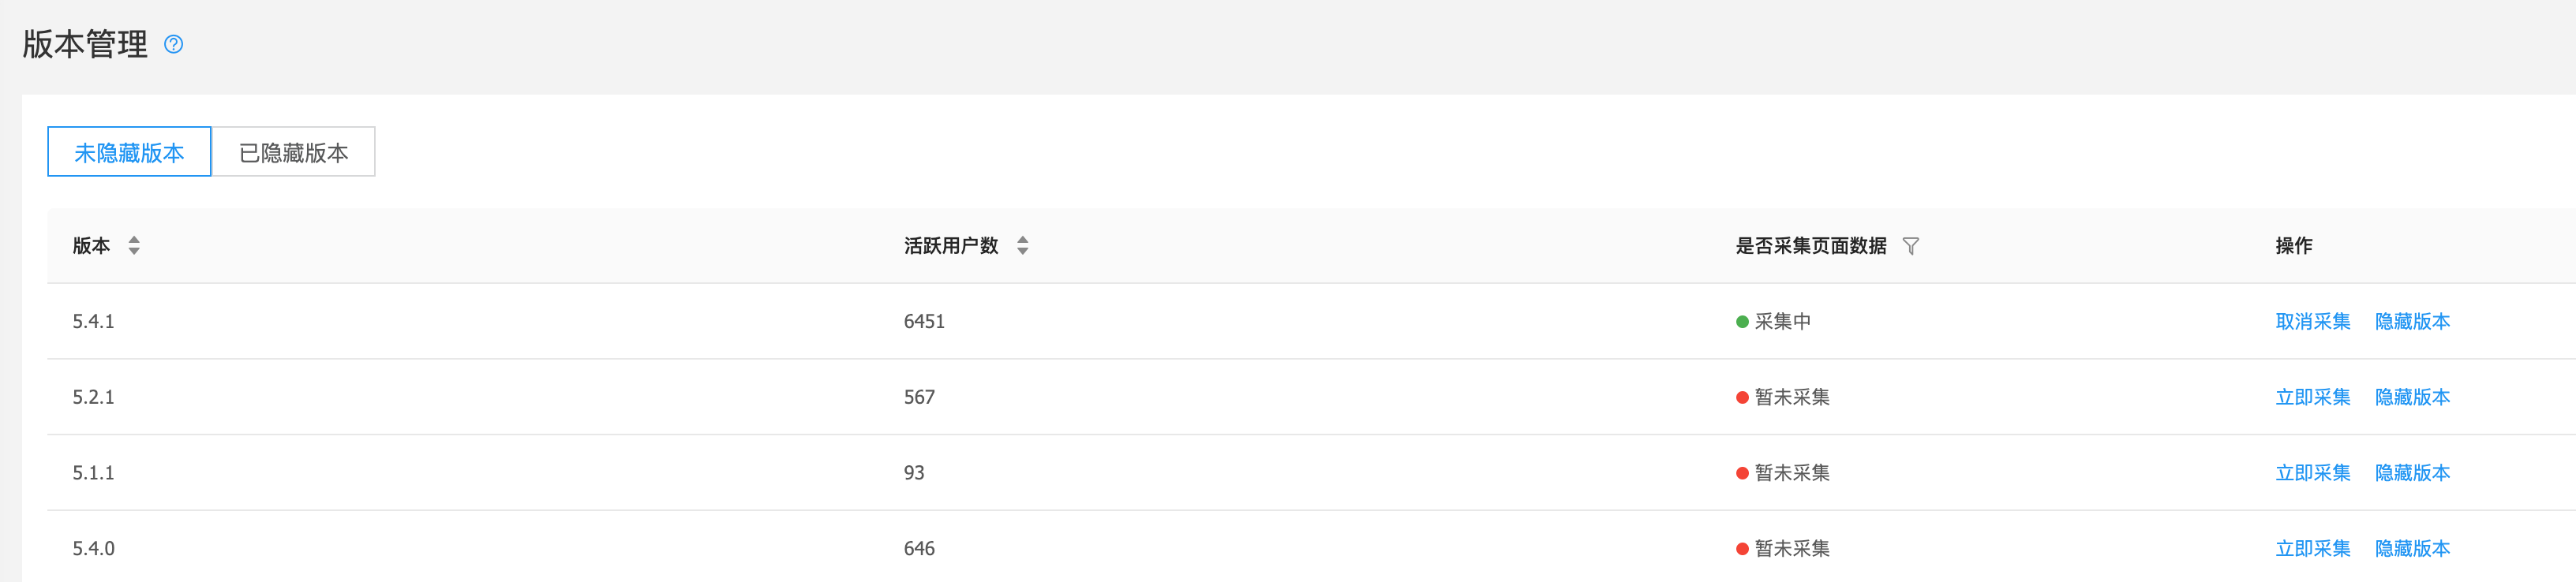 版本管理
未隐藏版本 已隐藏版本
版本 活跃用户数 是否采集页面数据 操作
5.4.1 6451 采集中 取消采集 隐藏版本
5.2.1 567 暂未采集 立即采集 隐藏版本
5.1.1 93 暂未采集 立即采集 隐藏版本
5.4.0 646 暂未采集 立即采集 隐藏版本